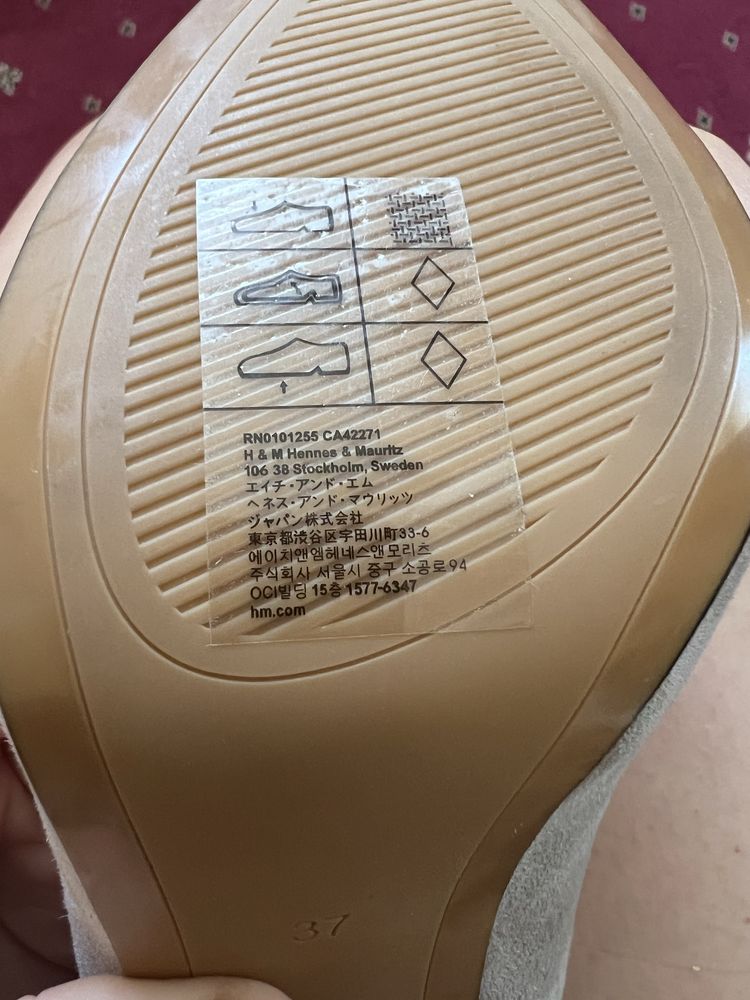 RN0101255 CA42271
H & M Hennes & Mauritz
106 38 Stockholm, Sweden
エイチ・アンド・エム
ヘネス・アンド・マウリッツ
ジャパン株式会社
東京都渋谷区宇田川町33-6
에이치앤엠헤네스앤모리츠
주식회사 서울시 중구 소공로94
OCI빌딩 15층 1577-6347
hm.com
37